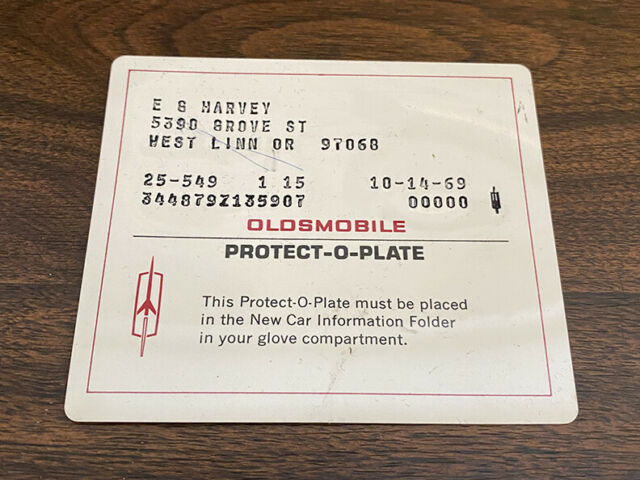 E S HARVEY
5390 GROVE ST
WEST LINN OR 97068
25-549 1 15 10-14-69
344879Z135907 00000
OLDSMOBILE
PROTECT-O-PLATE
This Protect-O-Plate must be placed
in the New Car Information Folder
in your glove compartment.